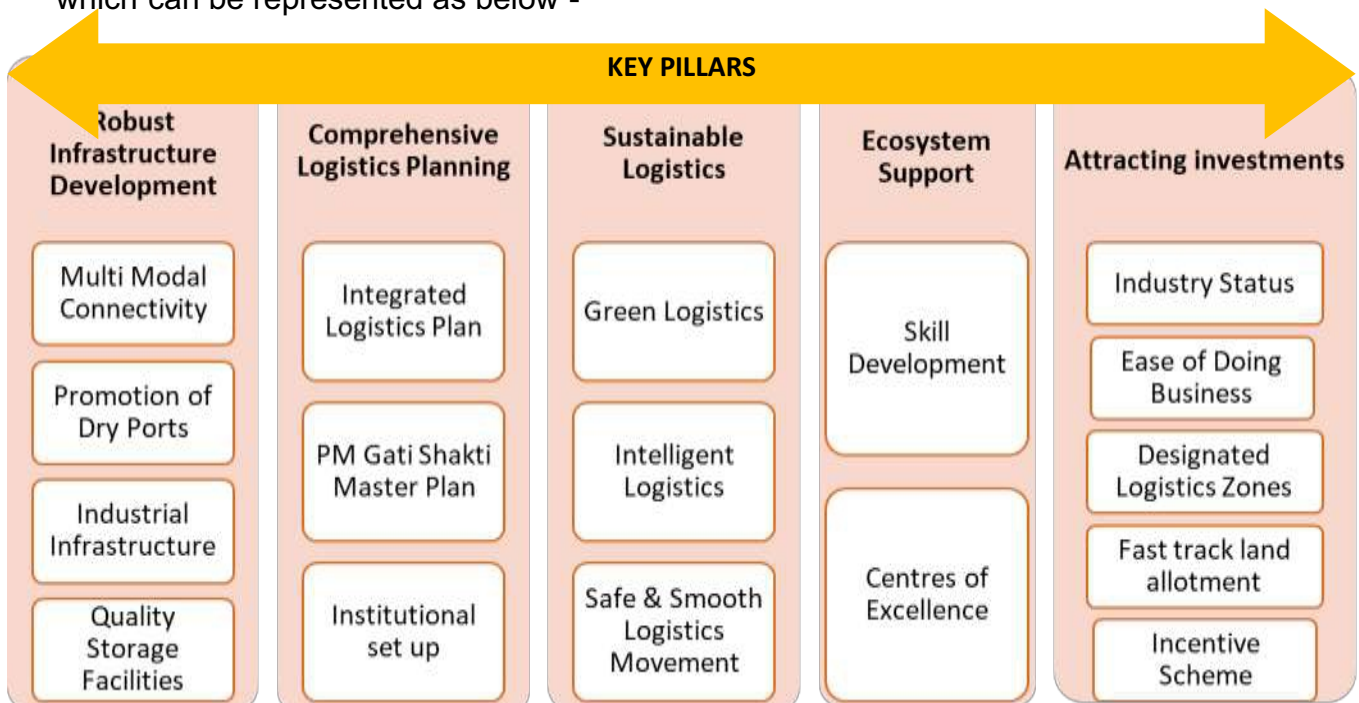 which can be represented as below -
KEY PILLARS
Robust
Infrastructure
Development
Multi Modal
Connectivity
Promotion of
Dry Ports
Industrial
Infrastructure
Quality
Storage
Facilities
Comprehensive
Logistics Planning
Integrated
Logistics Plan
PM Gati Shakti
Master Plan
Institutional
set up
Sustainable
Logistics
Green Logistics
Intelligent
Logistics
Safe & Smooth
Logistics
Movement
Ecosystem
Support
Skill
Development
Centres of
Excellence
Attracting investments
Industry Status
Ease of Doing
Business
Designated
Logistics Zones
Fast track land
allotment
Incentive
Scheme